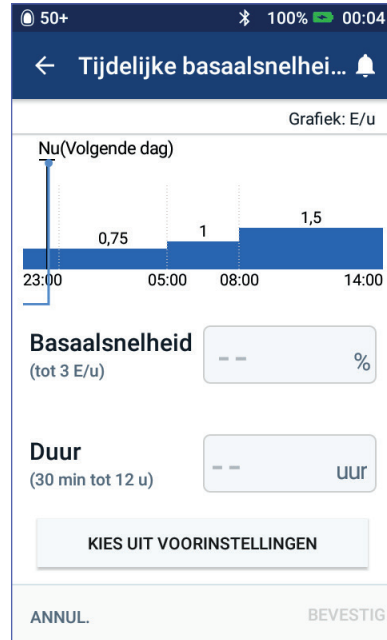 50+ 100% 00:04
Tijdelijke basaalsnelhei...
Grafiek: E/u
Nu(Volgende dag)
0,75 1 1,5
23:00 05:00 08:00 14:00
Basaalsnelheid
(tot 3 E/u)
-- %
Duur
(30 min tot 12 u)
-- uur
KIES UIT VOORINSTELLINGEN
ANNUL. BEVESTIG